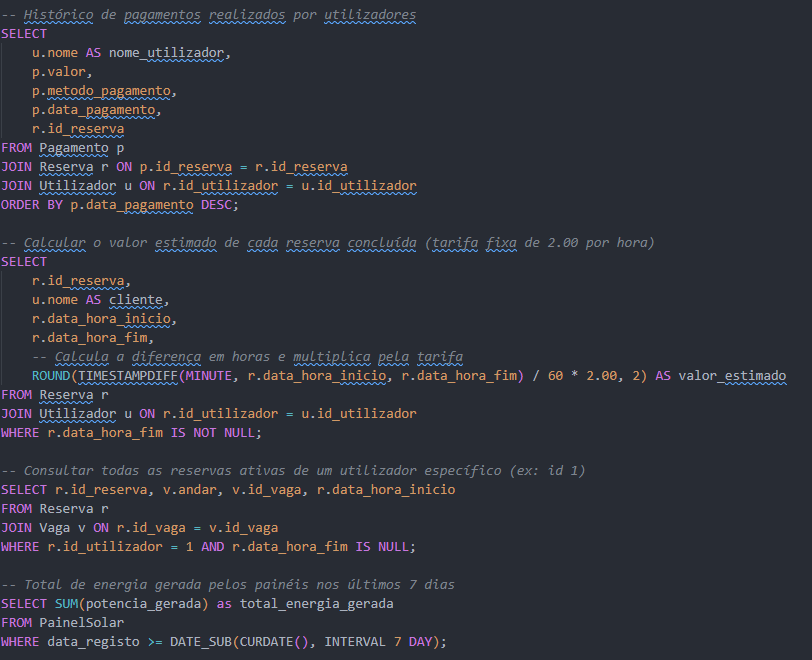 -- Histórico de pagamentos realizados por utilizadores
SELECT
    u.nome AS nome_utilizador,
    p.valor,
    p.metodo_pagamento,
    p.data_pagamento,
    r.id_reserva
FROM Pagamento p
JOIN Reserva r ON p.id_reserva = r.id_reserva
JOIN Utilizador u ON r.id_utilizador = u.id_utilizador
ORDER BY p.data_pagamento DESC;

-- Calcular o valor estimado de cada reserva concluída (tarifa fixa de 2.00 por hora)
SELECT
    r.id_reserva,
    u.nome AS cliente,
    r.data_hora_inicio,
    r.data_hora_fim,
    -- Calcula a diferença em horas e multiplica pela tarifa
    ROUND(TIMESTAMPDIFF(MINUTE, r.data_hora_inicio, r.data_hora_fim) / 60 * 2.00, 2) AS valor_estimado
FROM Reserva r
JOIN Utilizador u ON r.id_utilizador = u.id_utilizador
WHERE r.data_hora_fim IS NOT NULL;

-- Consultar todas as reservas ativas de um utilizador específico (ex: id 1)
SELECT r.id_reserva, v.andar, v.id_vaga, r.data_hora_inicio
FROM Reserva r
JOIN Vaga v ON r.id_vaga = v.id_vaga
WHERE r.id_utilizador = 1 AND r.data_hora_fim IS NULL;

-- Total de energia gerada pelos painéis nos últimos 7 dias
SELECT SUM(potencia_gerada) as total_energia_gerada
FROM PainelSolar
WHERE data_registo >= DATE_SUB(CURDATE(), INTERVAL 7 DAY);